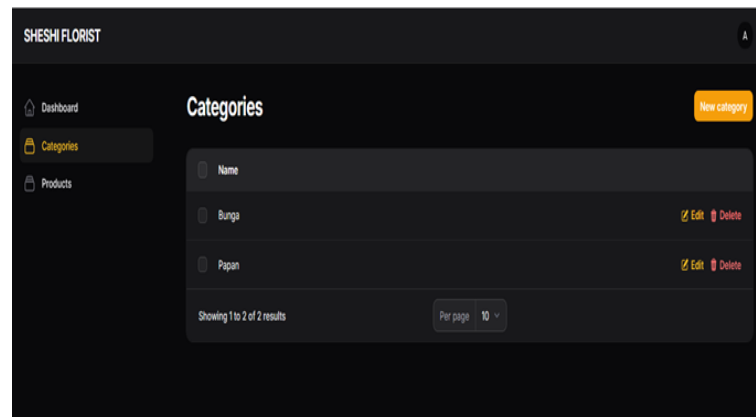 SHESHI FLORIST
A
Dashboard
Categories
Products
Categories
New category
Name
Bunga
Edit Delete
Papan
Edit Delete
Showing 1 to 2 of 2 results
Per page 10